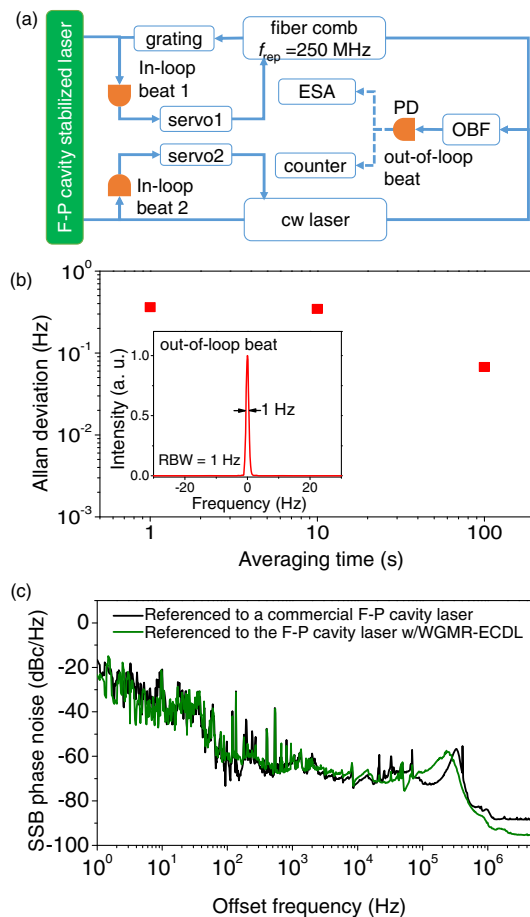 (a)
F-P cavity stabilized laser
grating
fiber comb
f_rep =250 MHz
In-loop
beat 1
servo1
ESA
PD
OBF
out-of-loop
beat
servo2
counter
In-loop
beat 2
cw laser
(b)
Allan deviation (Hz)
10^0
10^-1
10^-2
10^-3
1
10
100
Averaging time (s)
out-of-loop beat
1 Hz
RBW = 1 Hz
Intensity (a. u.)
1.0
0.5
0.0
-20
0
20
Frequency (Hz)
(c)
Referenced to a commercial F-P cavity laser
Referenced to the F-P cavity laser w/WGMR-ECDL
SSB phase noise (dBc/Hz)
0
-20
-40
-60
-80
-100
10^0
10^1
10^2
10^3
10^4
10^5
10^6
Offset frequency (Hz)